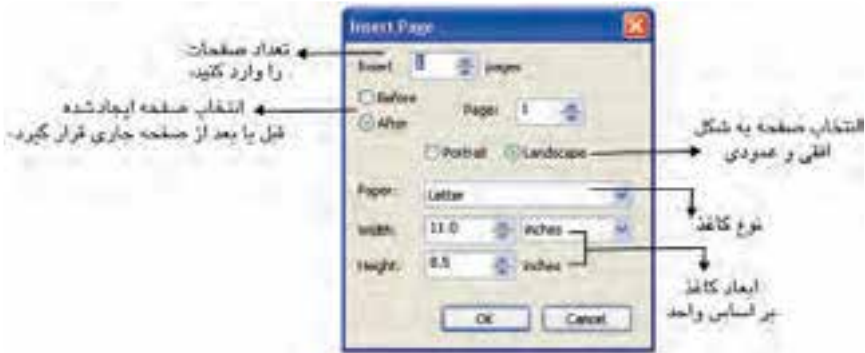 Insert Page
Insert 1 pages
Before
After
Page: 1
Portrait Landscape
Paper: Letter
Width: 11.0 inches
Height: 8.5 inches
OK Cancel
تعداد صفحات
را وارد کنید.
انتخاب صفحه ایجادشده
قبل یا بعد از صفحه جاری قرار گیرد.
انتخاب صفحه به شکل
افقی و عمودی
نوع کاغذ
ابعاد کاغذ
بر اساس واحد